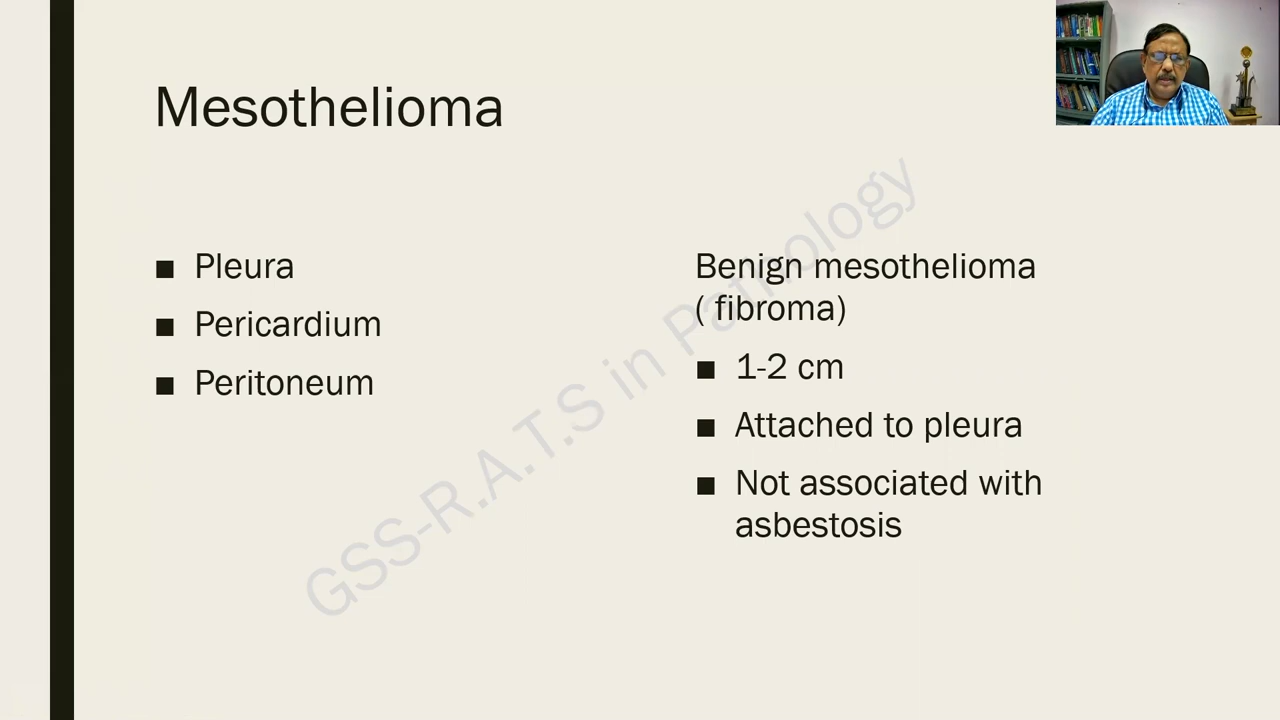 Mesothelioma
■ Pleura
■ Pericardium
■ Peritoneum
Benign mesothelioma
( fibroma)
■ 1-2 cm
■ Attached to pleura
■ Not associated with
asbestosis
GSS-R.A.T.S in Pathology